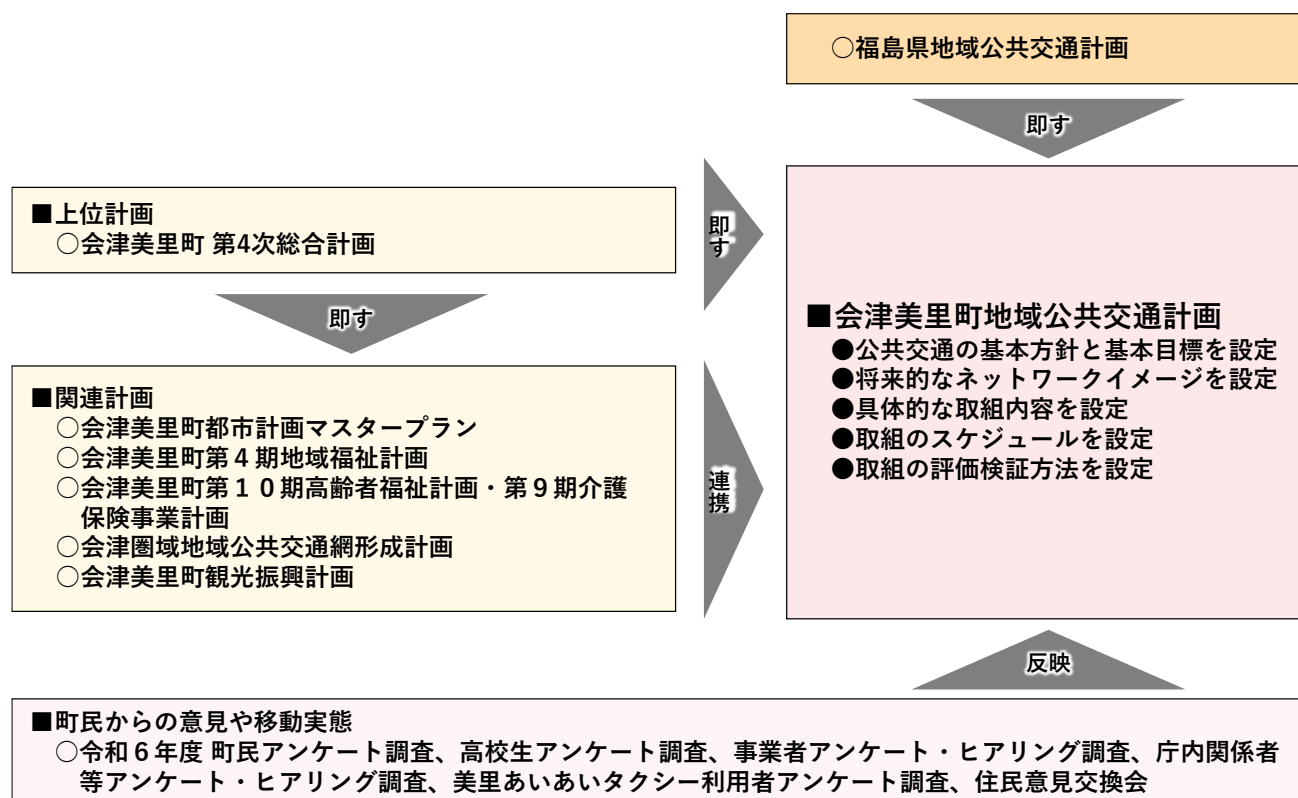 ○福島県地域公共交通計画
即す
■上位計画
○会津美里町 第4次総合計画
即す
即す
■関連計画
○会津美里町都市計画マスタープラン
○会津美里町第４期地域福祉計画
○会津美里町第１０期高齢者福祉計画・第９期介護
保険事業計画
○会津圏域地域公共交通網形成計画
○会津美里町観光振興計画
連携
■会津美里町地域公共交通計画
●公共交通の基本方針と基本目標を設定
●将来的なネットワークイメージを設定
●具体的な取組内容を設定
●取組のスケジュールを設定
●取組の評価検証方法を設定
反映
■町民からの意見や移動実態
○令和６年度 町民アンケート調査、高校生アンケート調査、事業者アンケート・ヒアリング調査、庁内関係者
等アンケート・ヒアリング調査、美里あいあいタクシー利用者アンケート調査、住民意見交換会